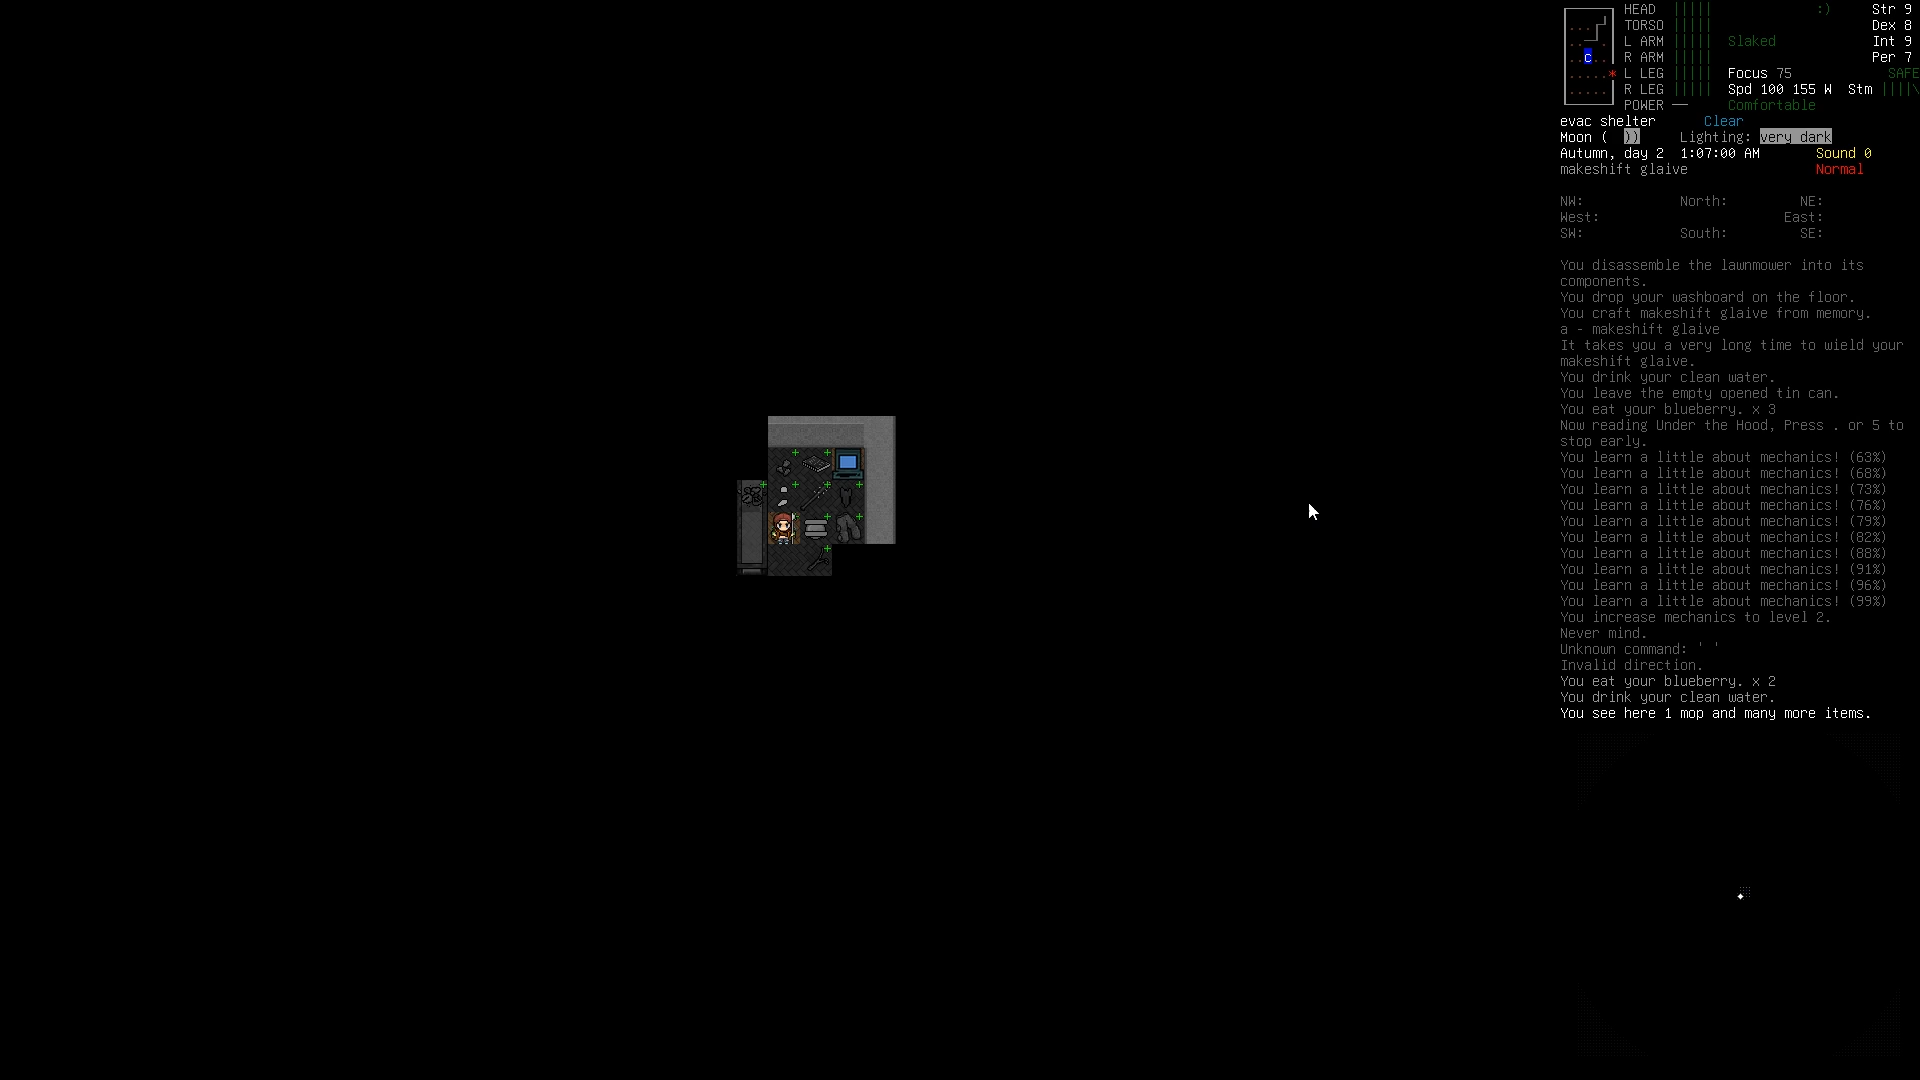 HEAD ||||| :) Str 9
TORSO ||||| Dex 8
L ARM ||||| Slaked Int 9
R ARM ||||| Per 7
L LEG ||||| Focus 75 SAFE
R LEG ||||| Spd 100 155 W Stm ||||\
POWER — Comfortable
c
*
evac shelter Clear
Moon ( )) Lighting: very dark
Autumn, day 2 1:07:00 AM Sound 0
makeshift glaive Normal
NW: North: NE:
West: East:
SW: South: SE:
You disassemble the lawnmower into its
components.
You drop your washboard on the floor.
You craft makeshift glaive from memory.
a - makeshift glaive
It takes you a very long time to wield your
makeshift glaive.
You drink your clean water.
You leave the empty opened tin can.
You eat your blueberry. x 3
Now reading Under the Hood, Press . or 5 to
stop early.
You learn a little about mechanics! (63%)
You learn a little about mechanics! (68%)
You learn a little about mechanics! (73%)
You learn a little about mechanics! (76%)
You learn a little about mechanics! (79%)
You learn a little about mechanics! (82%)
You learn a little about mechanics! (88%)
You learn a little about mechanics! (91%)
You learn a little about mechanics! (96%)
You learn a little about mechanics! (99%)
You increase mechanics to level 2.
Never mind.
Unknown command: ' '
Invalid direction.
You eat your blueberry. x 2
You drink your clean water.
You see here 1 mop and many more items.